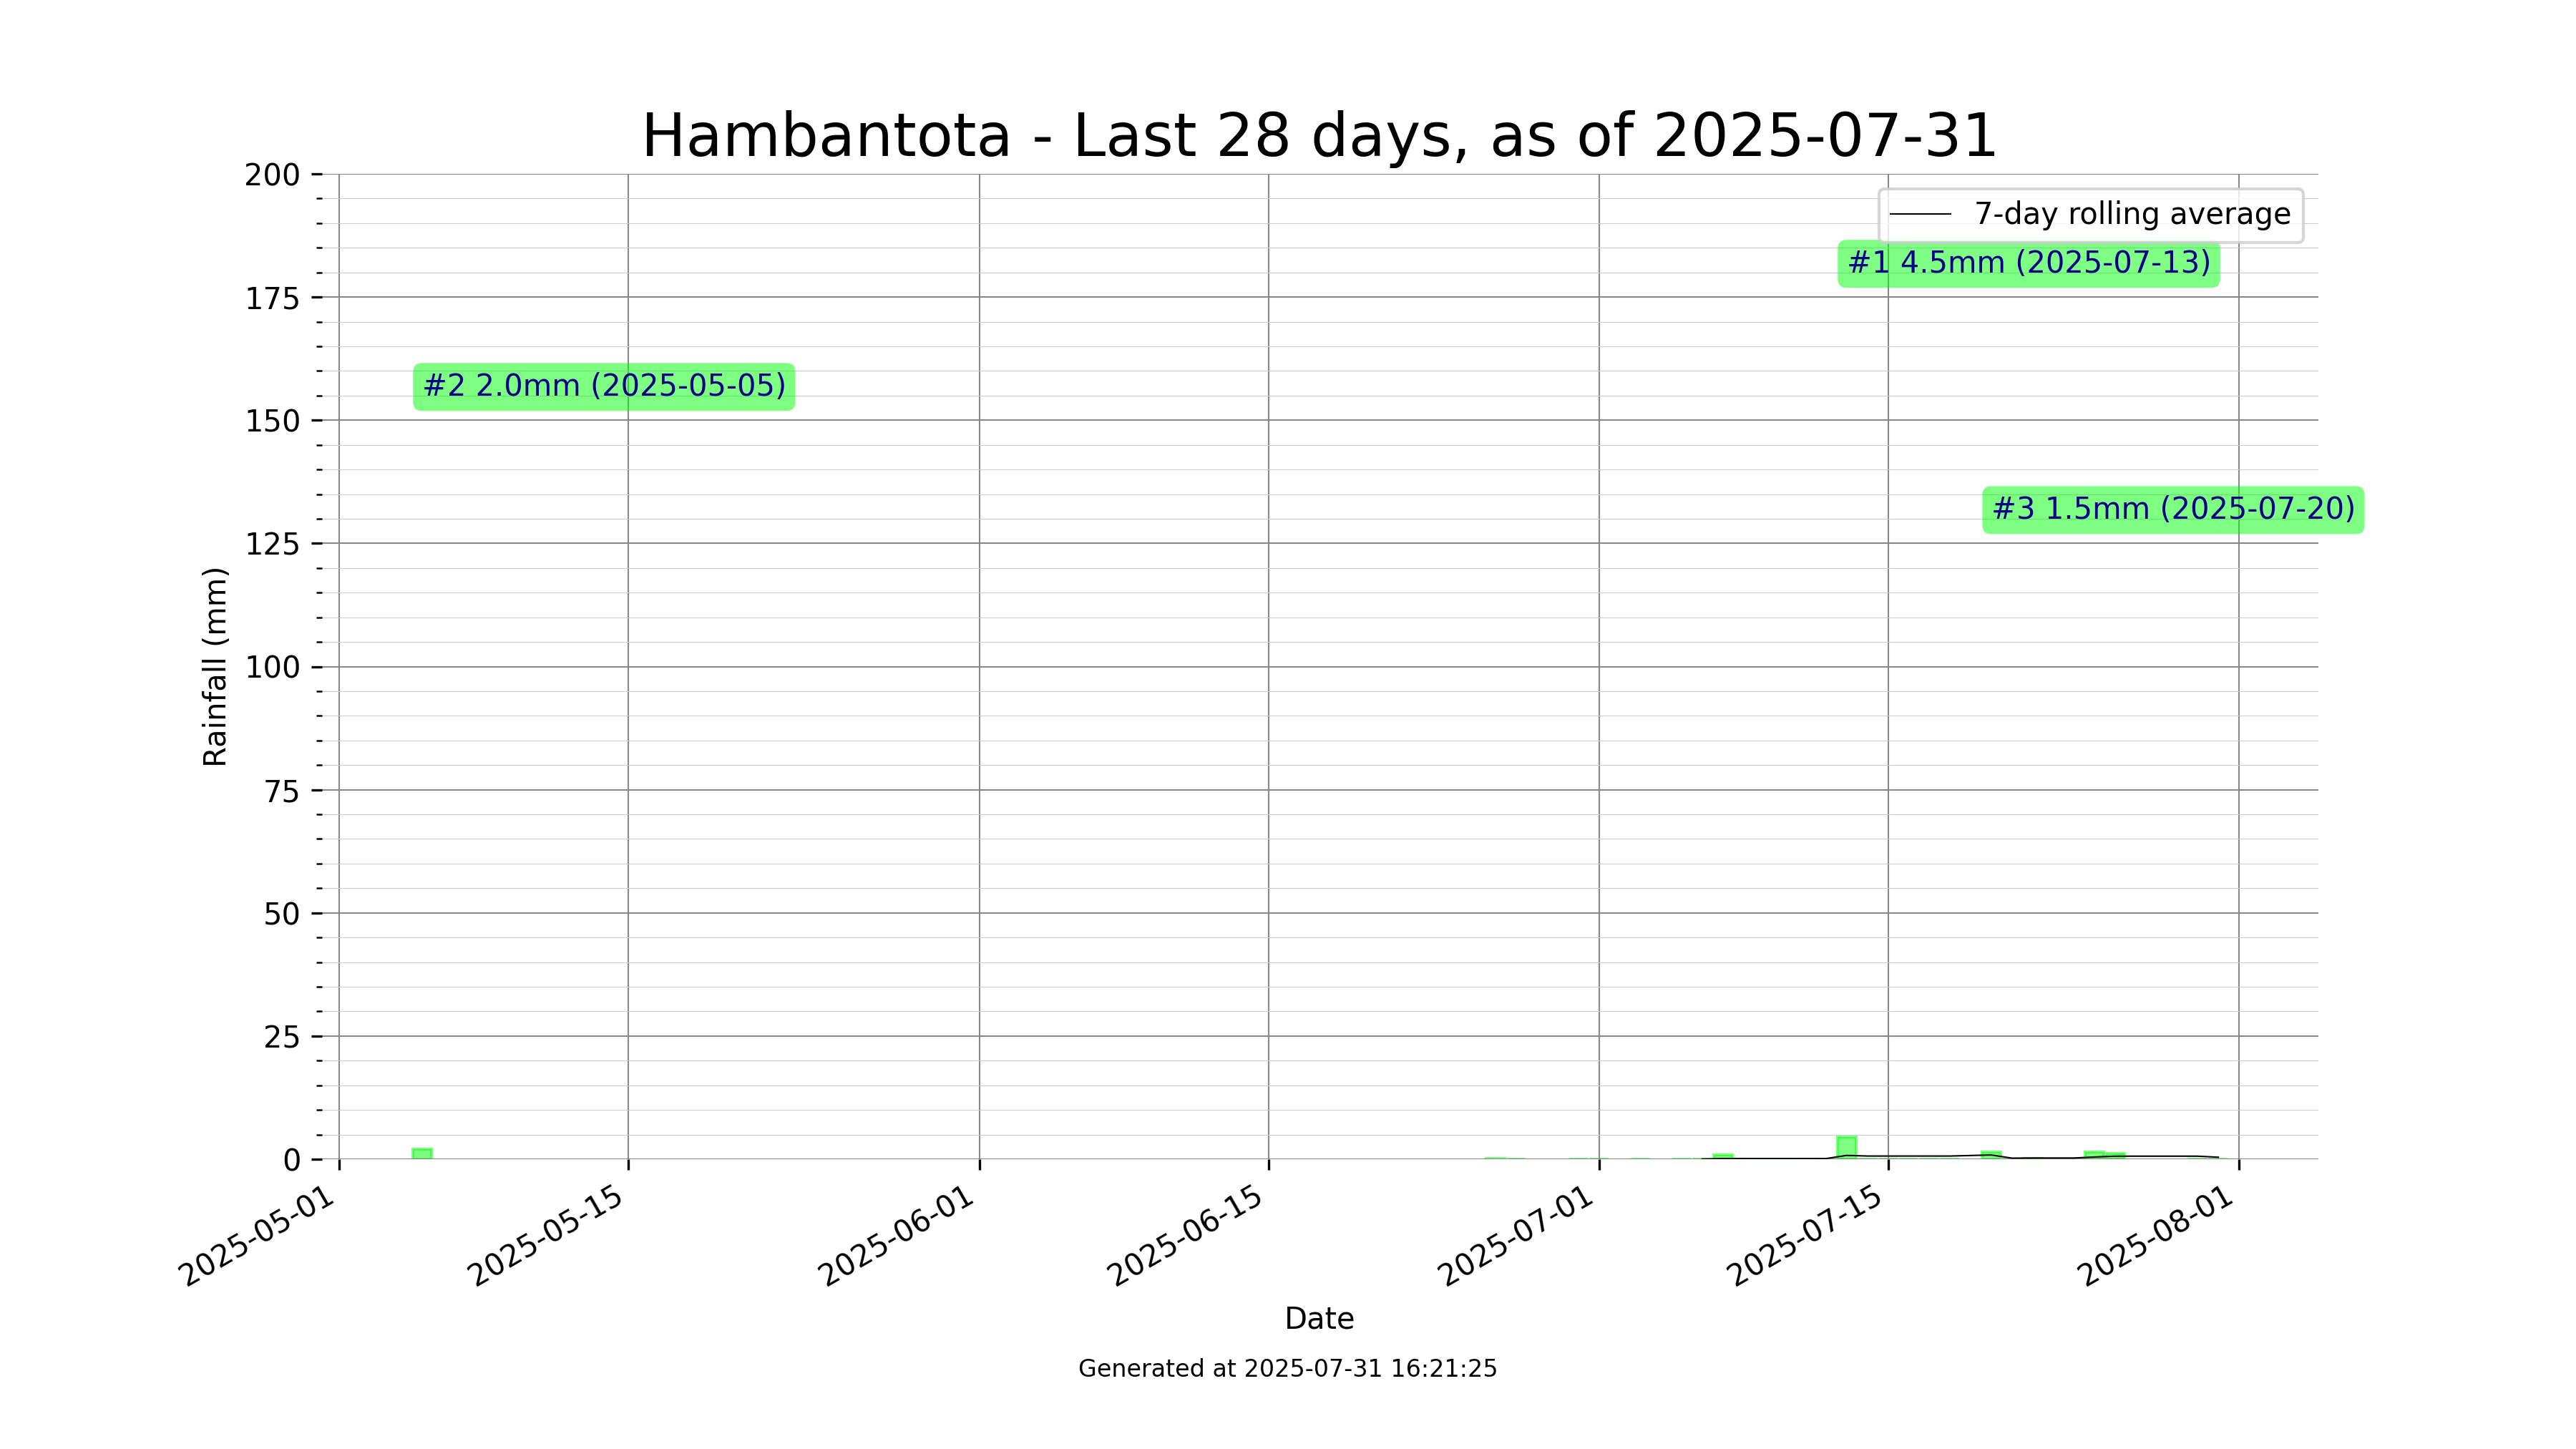 Hambantota - Last 28 days, as of 2025-07-31
200
175
150
125
100
75
50
25
0
Rainfall (mm)
7-day rolling average
#1 4.5mm (2025-07-13)
#2 2.0mm (2025-05-05)
#3 1.5mm (2025-07-20)
2025-05-01
2025-05-15
2025-06-01
2025-06-15
2025-07-01
2025-07-15
2025-08-01
Date
Generated at 2025-07-31 16:21:25